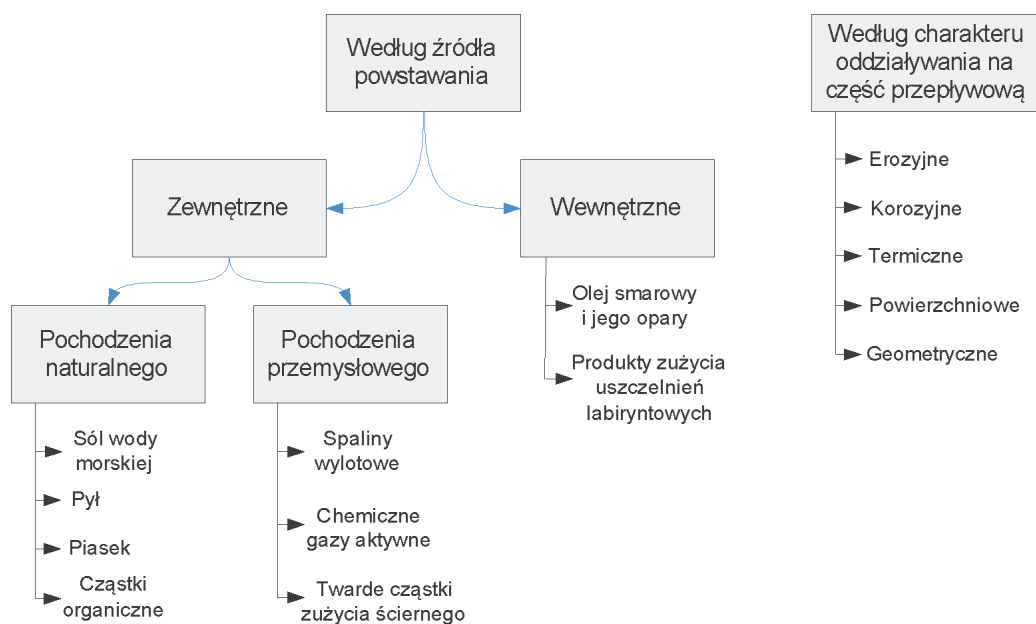 Według źródła
powstawania
Zewnętrzne
Wewnętrzne
Pochodzenia
naturalnego
Sól wody
morskiej
Pył
Piasek
Cząstki
organiczne
Pochodzenia
przemysłowego
Spaliny
wylotowe
Chemiczne
gazy aktywne
Twarde cząstki
zużycia ściernego
Olej smarowy
i jego opary
Produkty zużycia
uszczelnień
labiryntowych
Według charakteru
oddziaływania na
część przepływową
Erozyjne
Korozyjne
Termiczne
Powierzchniowe
Geometryczne